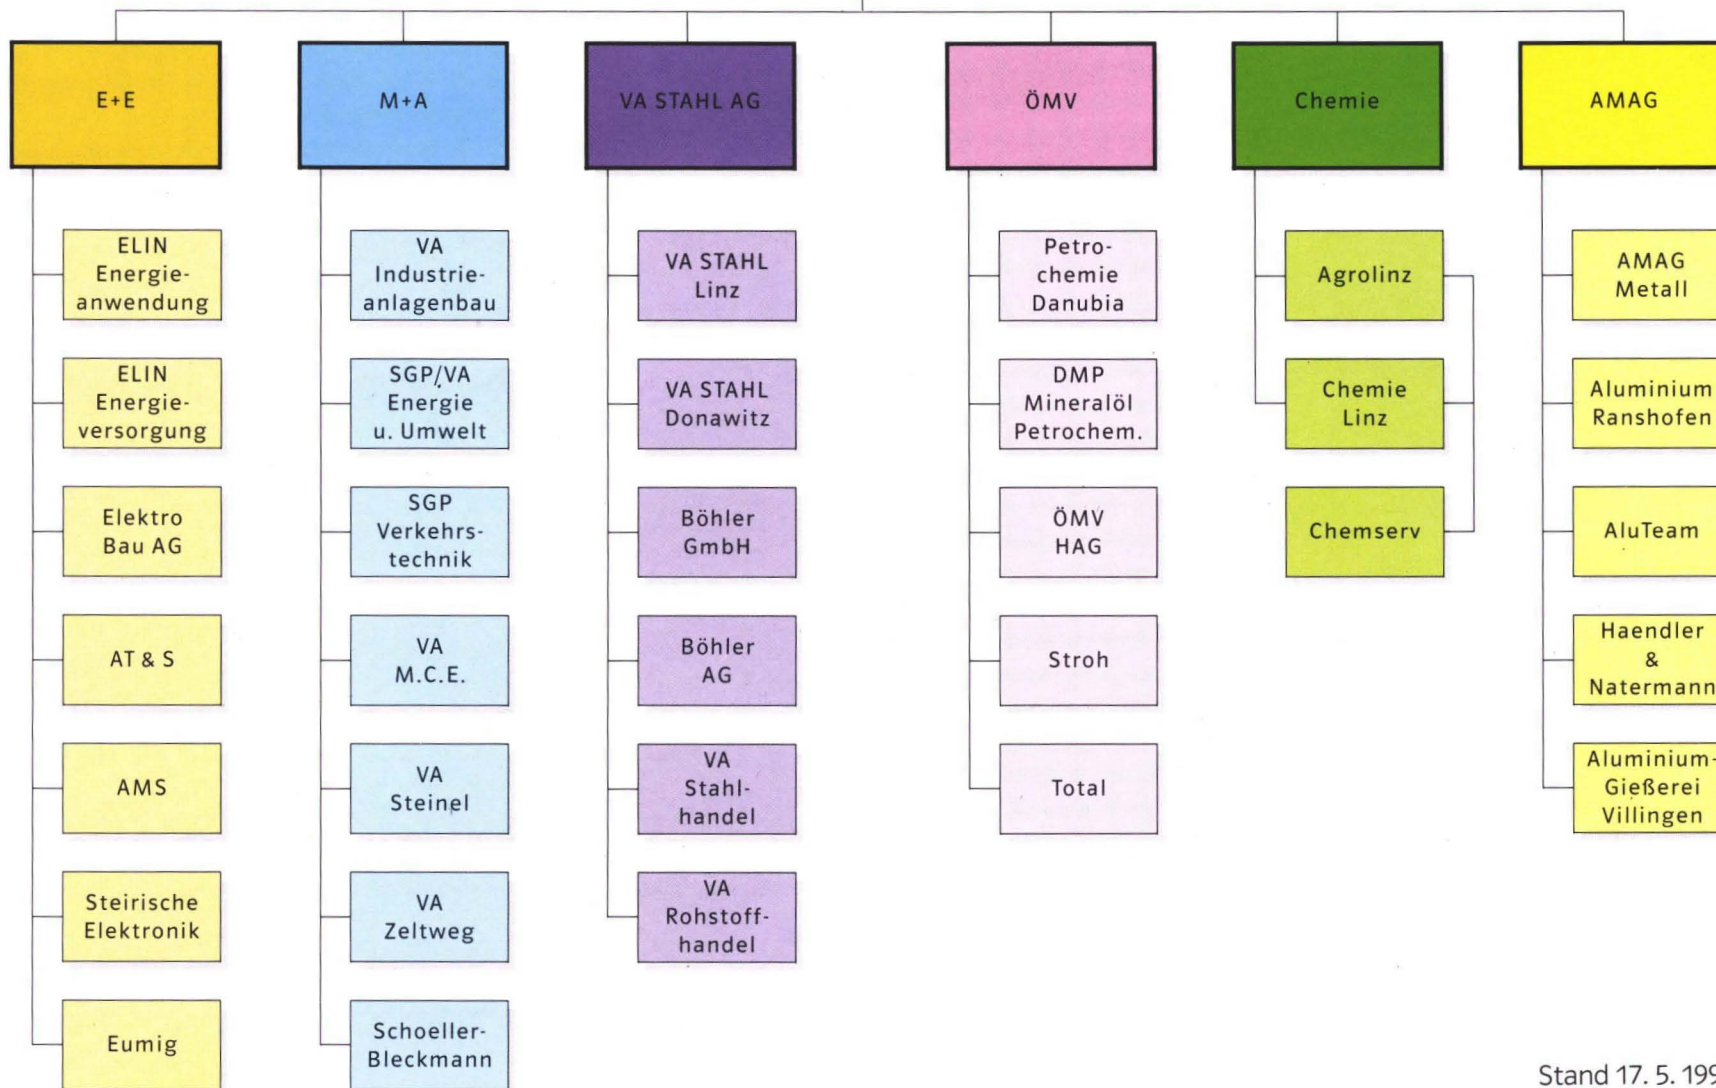 E+E
M+A
VA STAHL AG
ÖMV
Chemie
AMAG
ELIN
Energie-
anwendung
ELIN
Energie-
versorgung
Elektro
Bau AG
AT & S
AMS
Steirische
Elektronik
Eumig
VA
Industrie-
anlagenbau
SGP/VA
Energie
u. Umwelt
SGP
Verkehrs-
technik
VA
M.C.E.
VA
Steinel
VA
Zeltweg
Schoeller-
Bleckmann
VA STAHL
Linz
VA STAHL
Donawitz
Böhler
GmbH
Böhler
AG
VA
Stahl-
handel
VA
Rohstoff-
handel
Petro-
chemie
Danubia
DMP
Mineralöl
Petrochem.
ÖMV
HAG
Stroh
Total
Agrolinz
Chemie
Linz
Chemserv
AMAG
Metall
Aluminium
Ranshofen
AluTeam
Haendler
&
Natermann
Aluminium-
Gießerei
Villingen
Stand 17. 5. 199